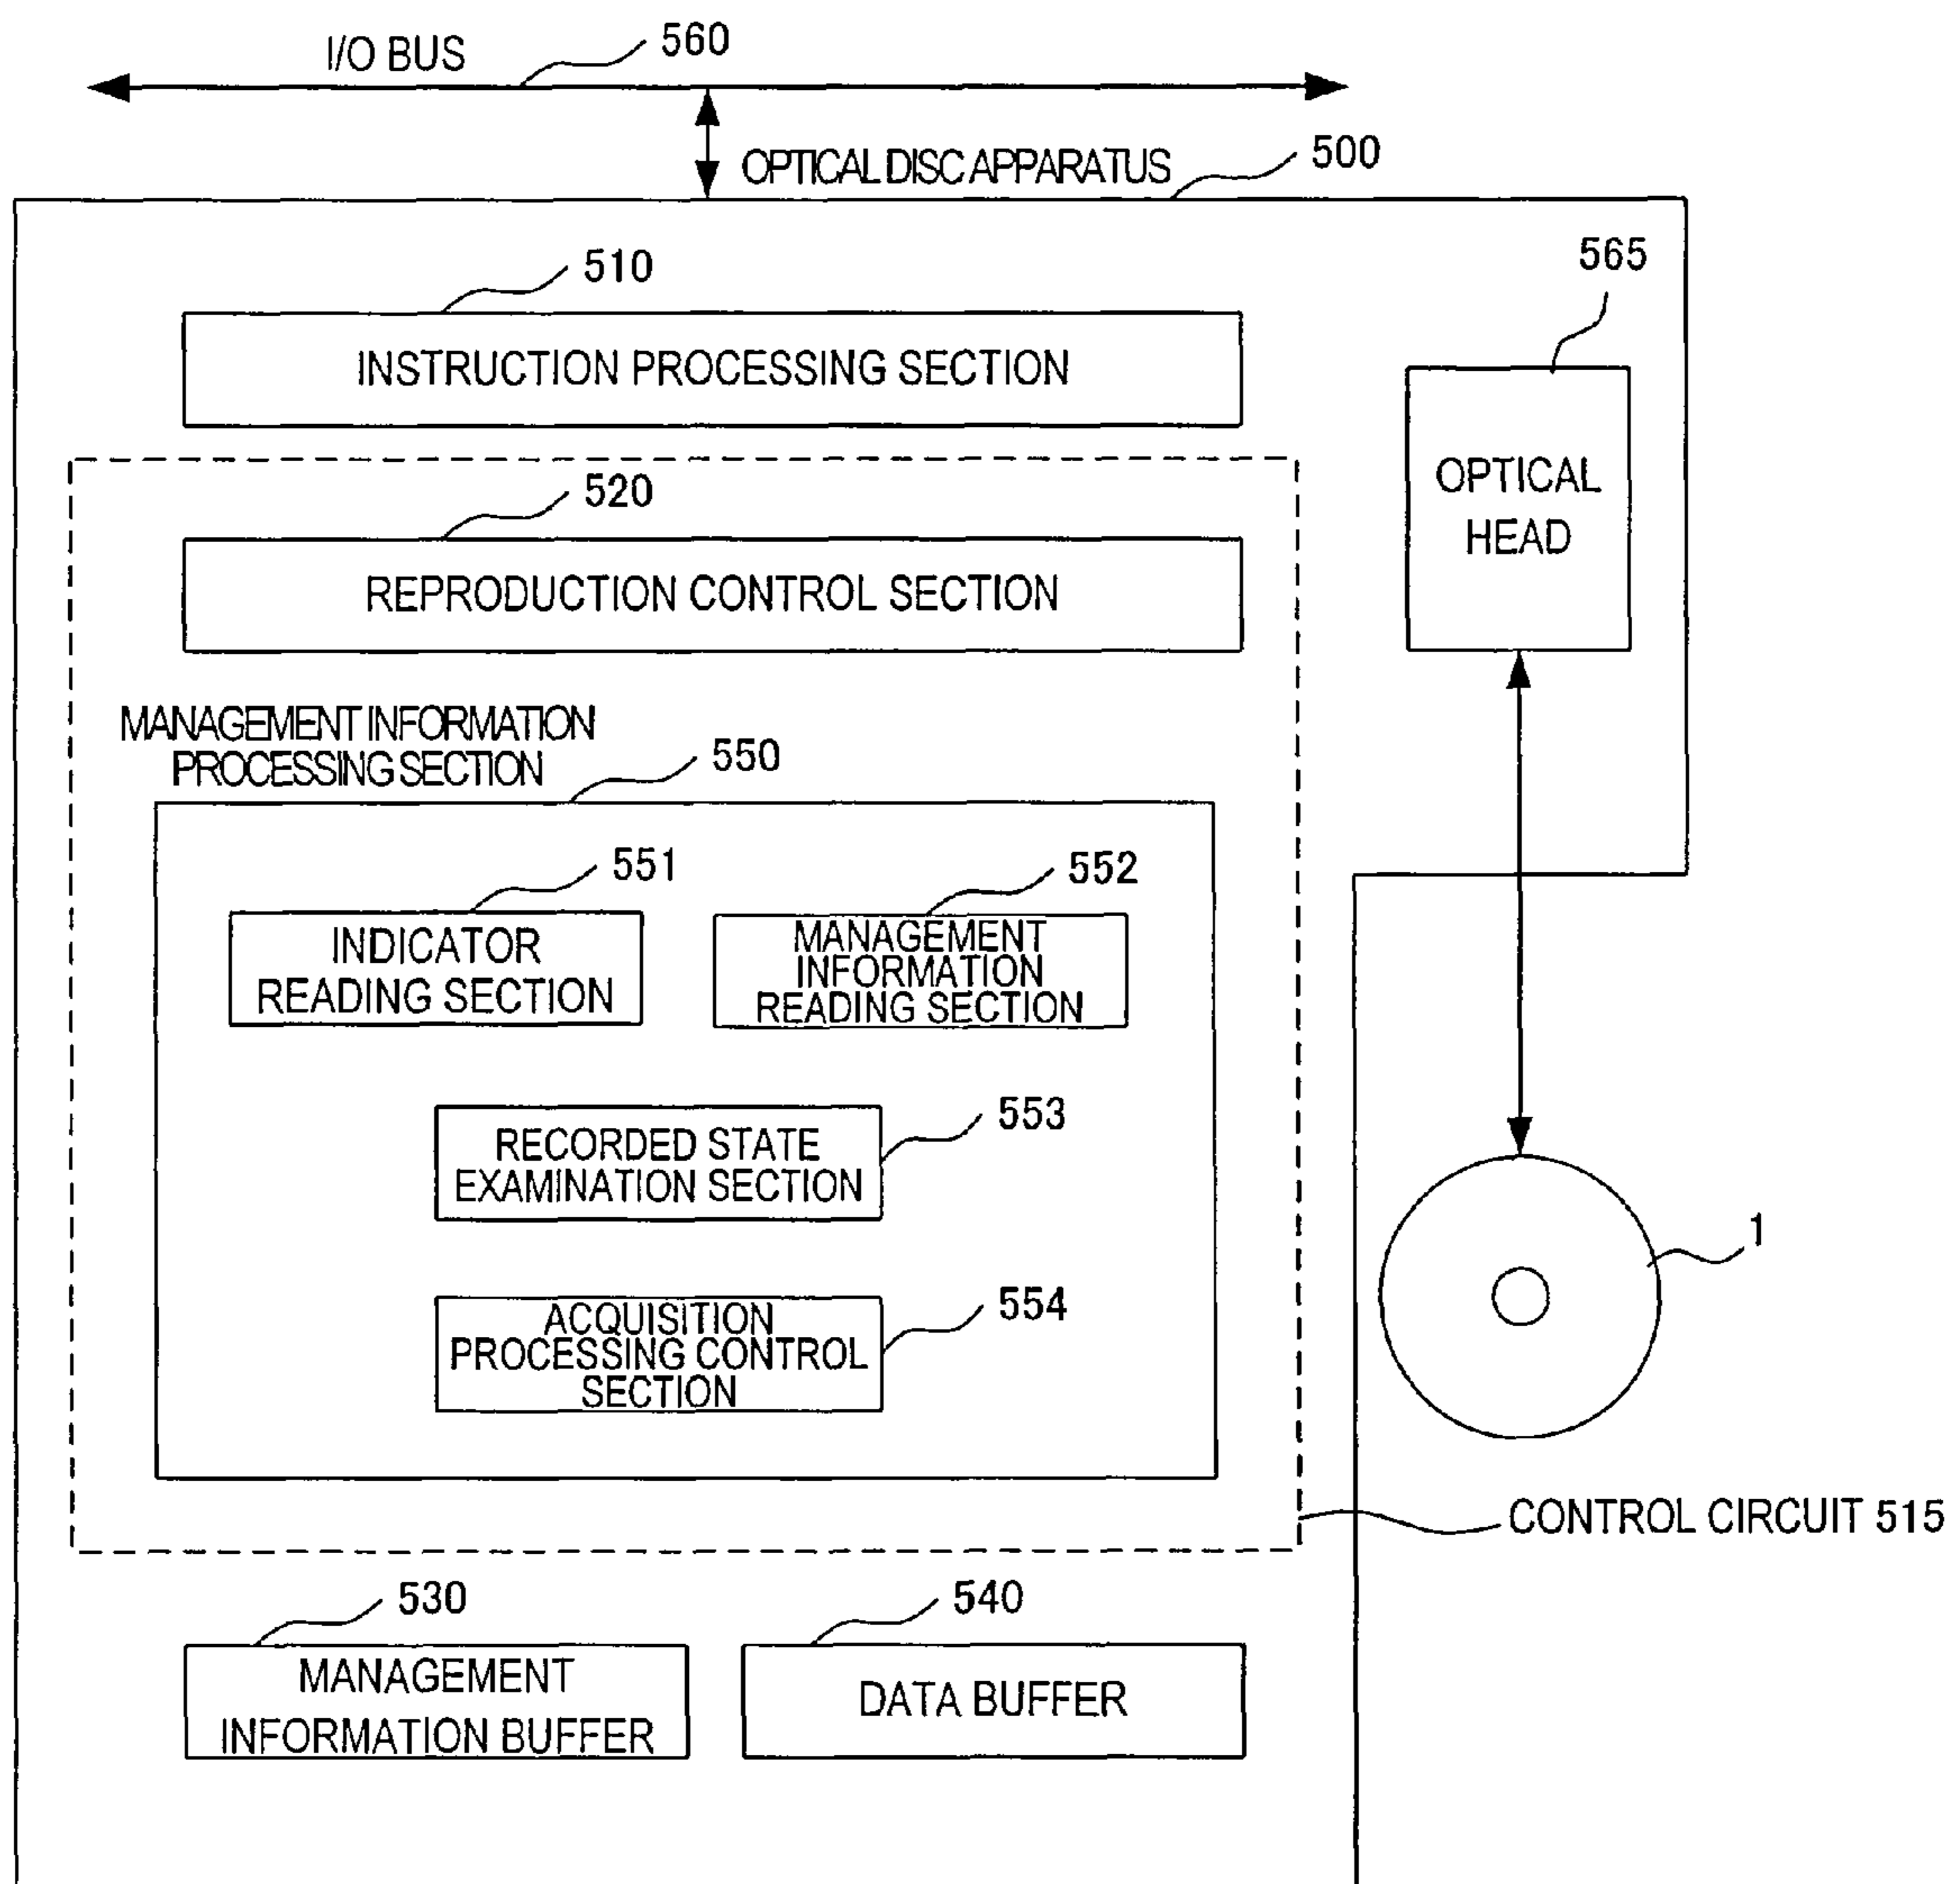 I/O BUS
560
OPTICAL DISC APPARATUS
500
510
INSTRUCTION PROCESSING SECTION
565
OPTICAL
HEAD
520
REPRODUCTION CONTROL SECTION
MANAGEMENT INFORMATION
PROCESSING SECTION
550
551
INDICATOR
READING SECTION
552
MANAGEMENT
INFORMATION
READING SECTION
553
RECORDED STATE
EXAMINATION SECTION
554
ACQUISITION
PROCESSING CONTROL
SECTION
1
CONTROL CIRCUIT 515
530
MANAGEMENT
INFORMATION BUFFER
540
DATA BUFFER